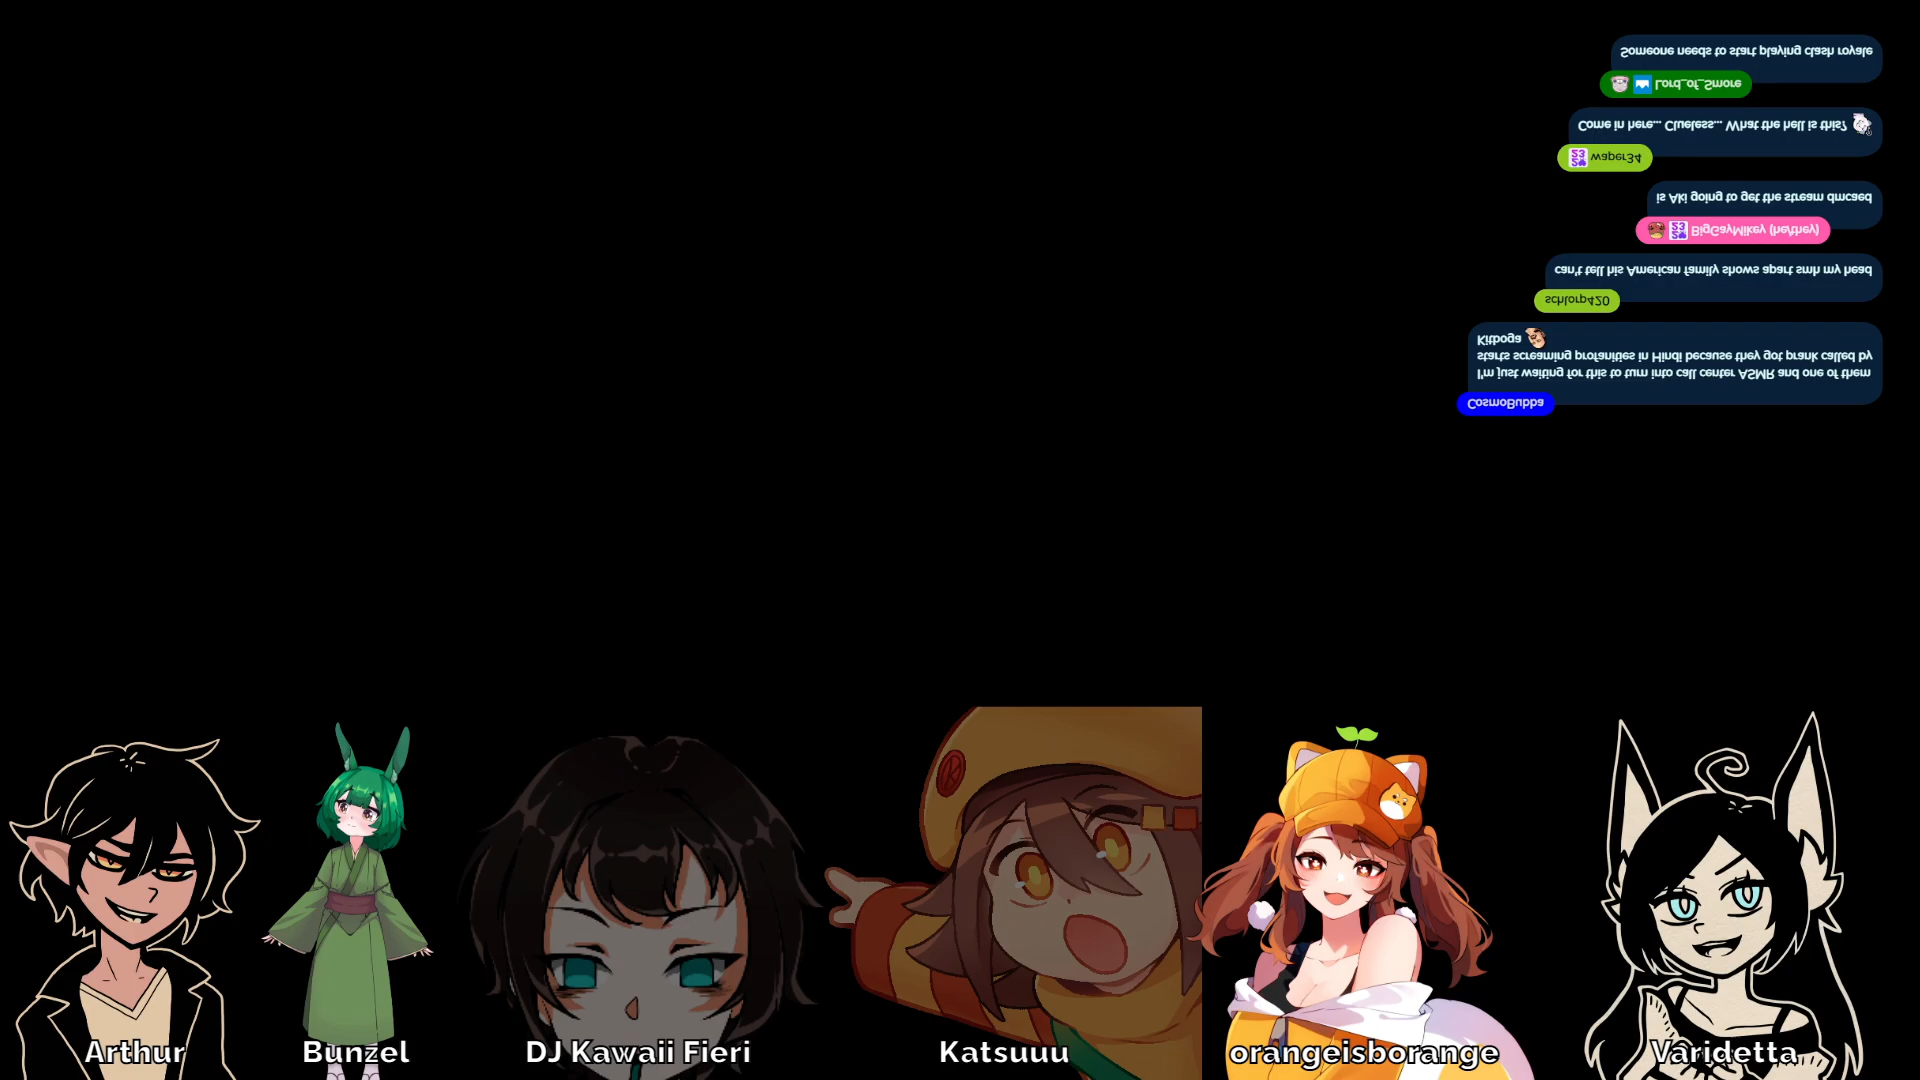 CosmoBubba
I'm just waiting for this to turn into call center ASMR and one of them
starts screaming profanities in Hindi because they got prank called by
Kitboga
schlorp420
can't tell his American family shows apart smh my head
BigGayMikey (he/they)
is Aki going to get the stream dmcaed
waper34
Come in here... Clueless... What the hell is this?
Lord_of_Smore
Someone needs to start playing clash royale
Arthur
Bunzel
DJ Kawaii Fieri
Katsuuu
orangeisborange
Varidetta